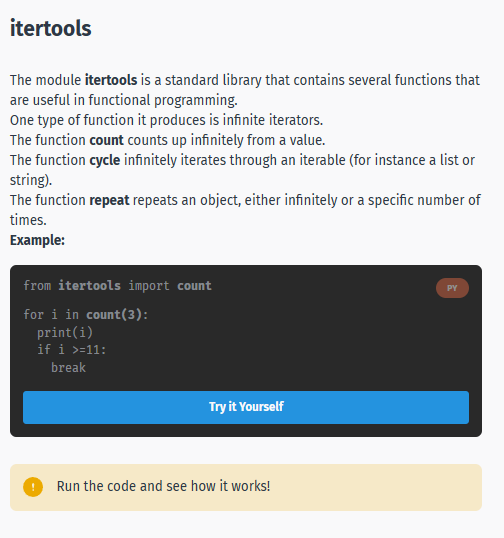 itertools
The module itertools is a standard library that contains several functions that
are useful in functional programming.
One type of function it produces is infinite iterators.
The function count counts up infinitely from a value.
The function cycle infinitely iterates through an iterable (for instance a list or
string).
The function repeat repeats an object, either infinitely or a specific number of
times.
Example:
from itertools import count
PY
for i in count(3):
  print(i)
  if i >=11:
    break
Try it Yourself
! Run the code and see how it works!